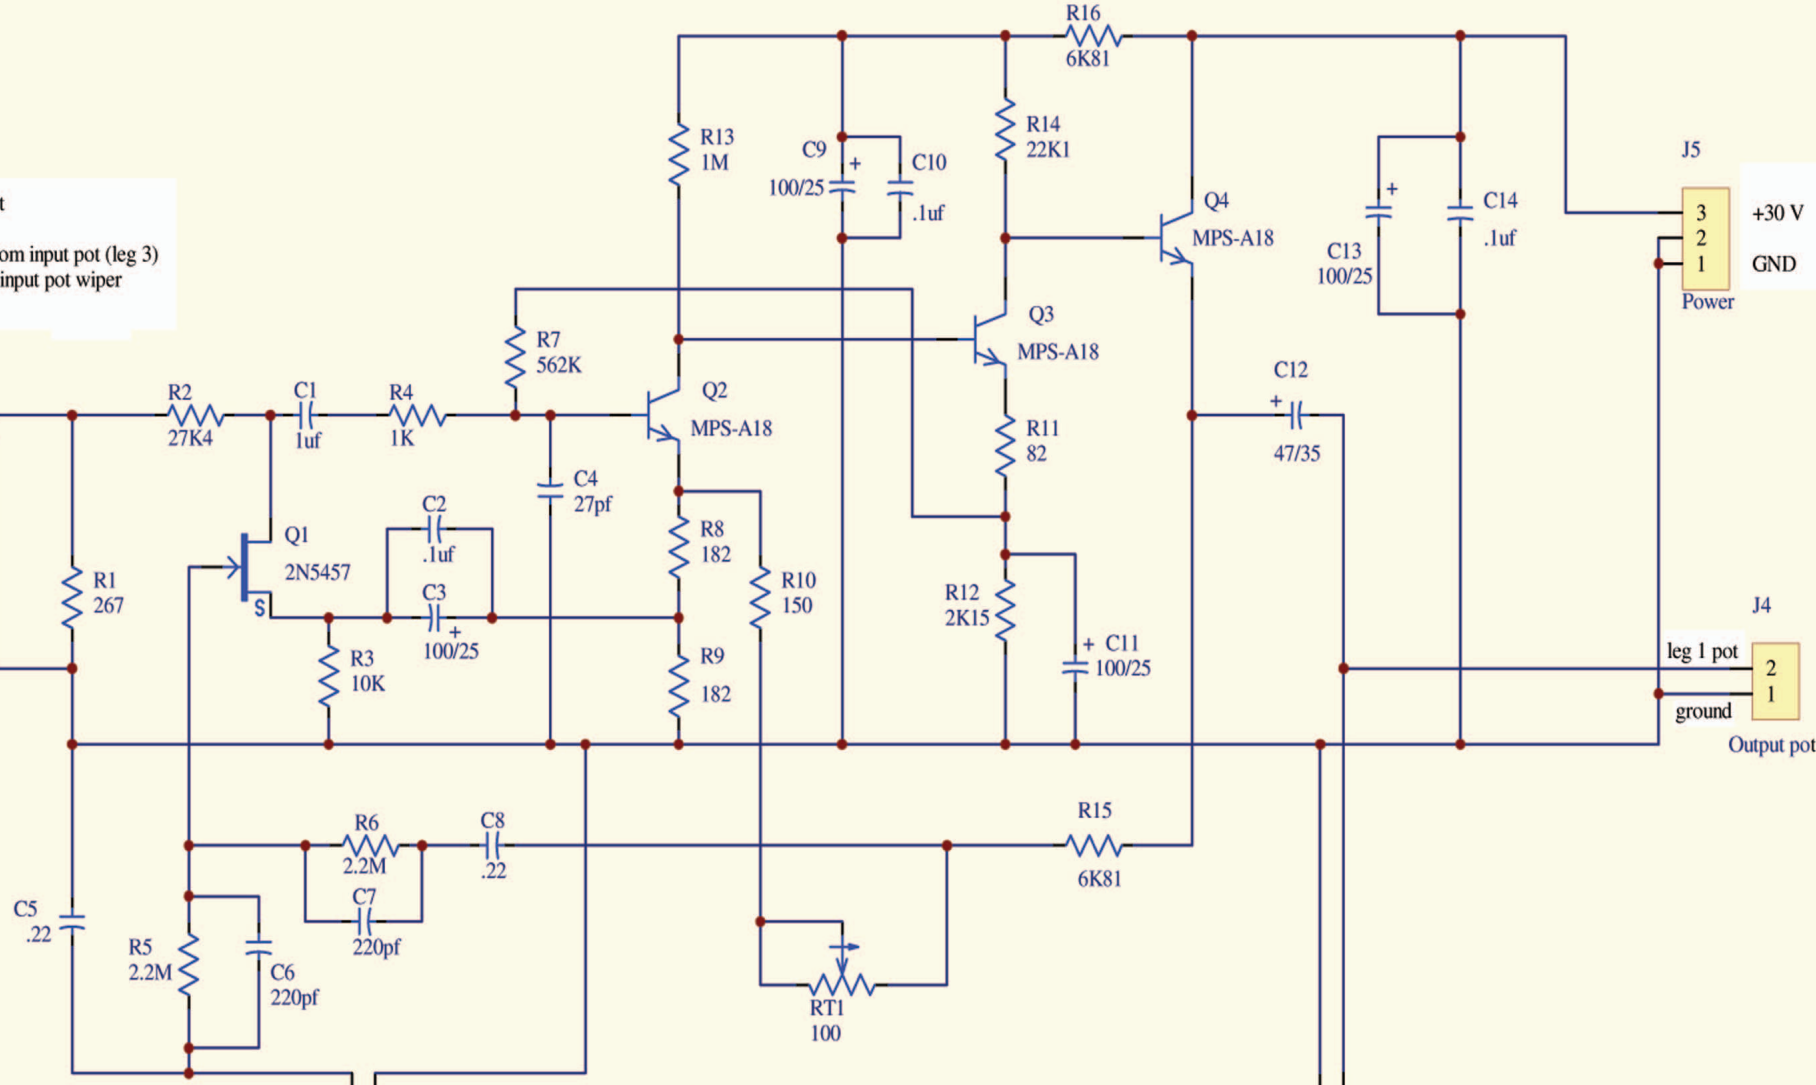 R16
6K81
R13
1M
C9
+
100/25
C10
.1uf
R14
22K1
Q4
MPS-A18
+
C13
100/25
C14
.1uf
J5
3
2
1
+30 V
GND
Power
t
om input pot (leg 3)
input pot wiper
R7
562K
Q3
MPS-A18
R2
27K4
C1
1uf
R4
1K
Q2
MPS-A18
C12
+
47/35
R11
82
C4
27pf
C2
.1uf
Q1
2N5457
S
R8
182
R1
267
C3
+
100/25
R10
150
R12
2K15
+ C11
100/25
J4
leg 1 pot
2
1
ground
Output pot
R3
10K
R9
182
R6
2.2M
C8
.22
R15
6K81
C7
220pf
C5
.22
R5
2.2M
C6
220pf
RT1
100